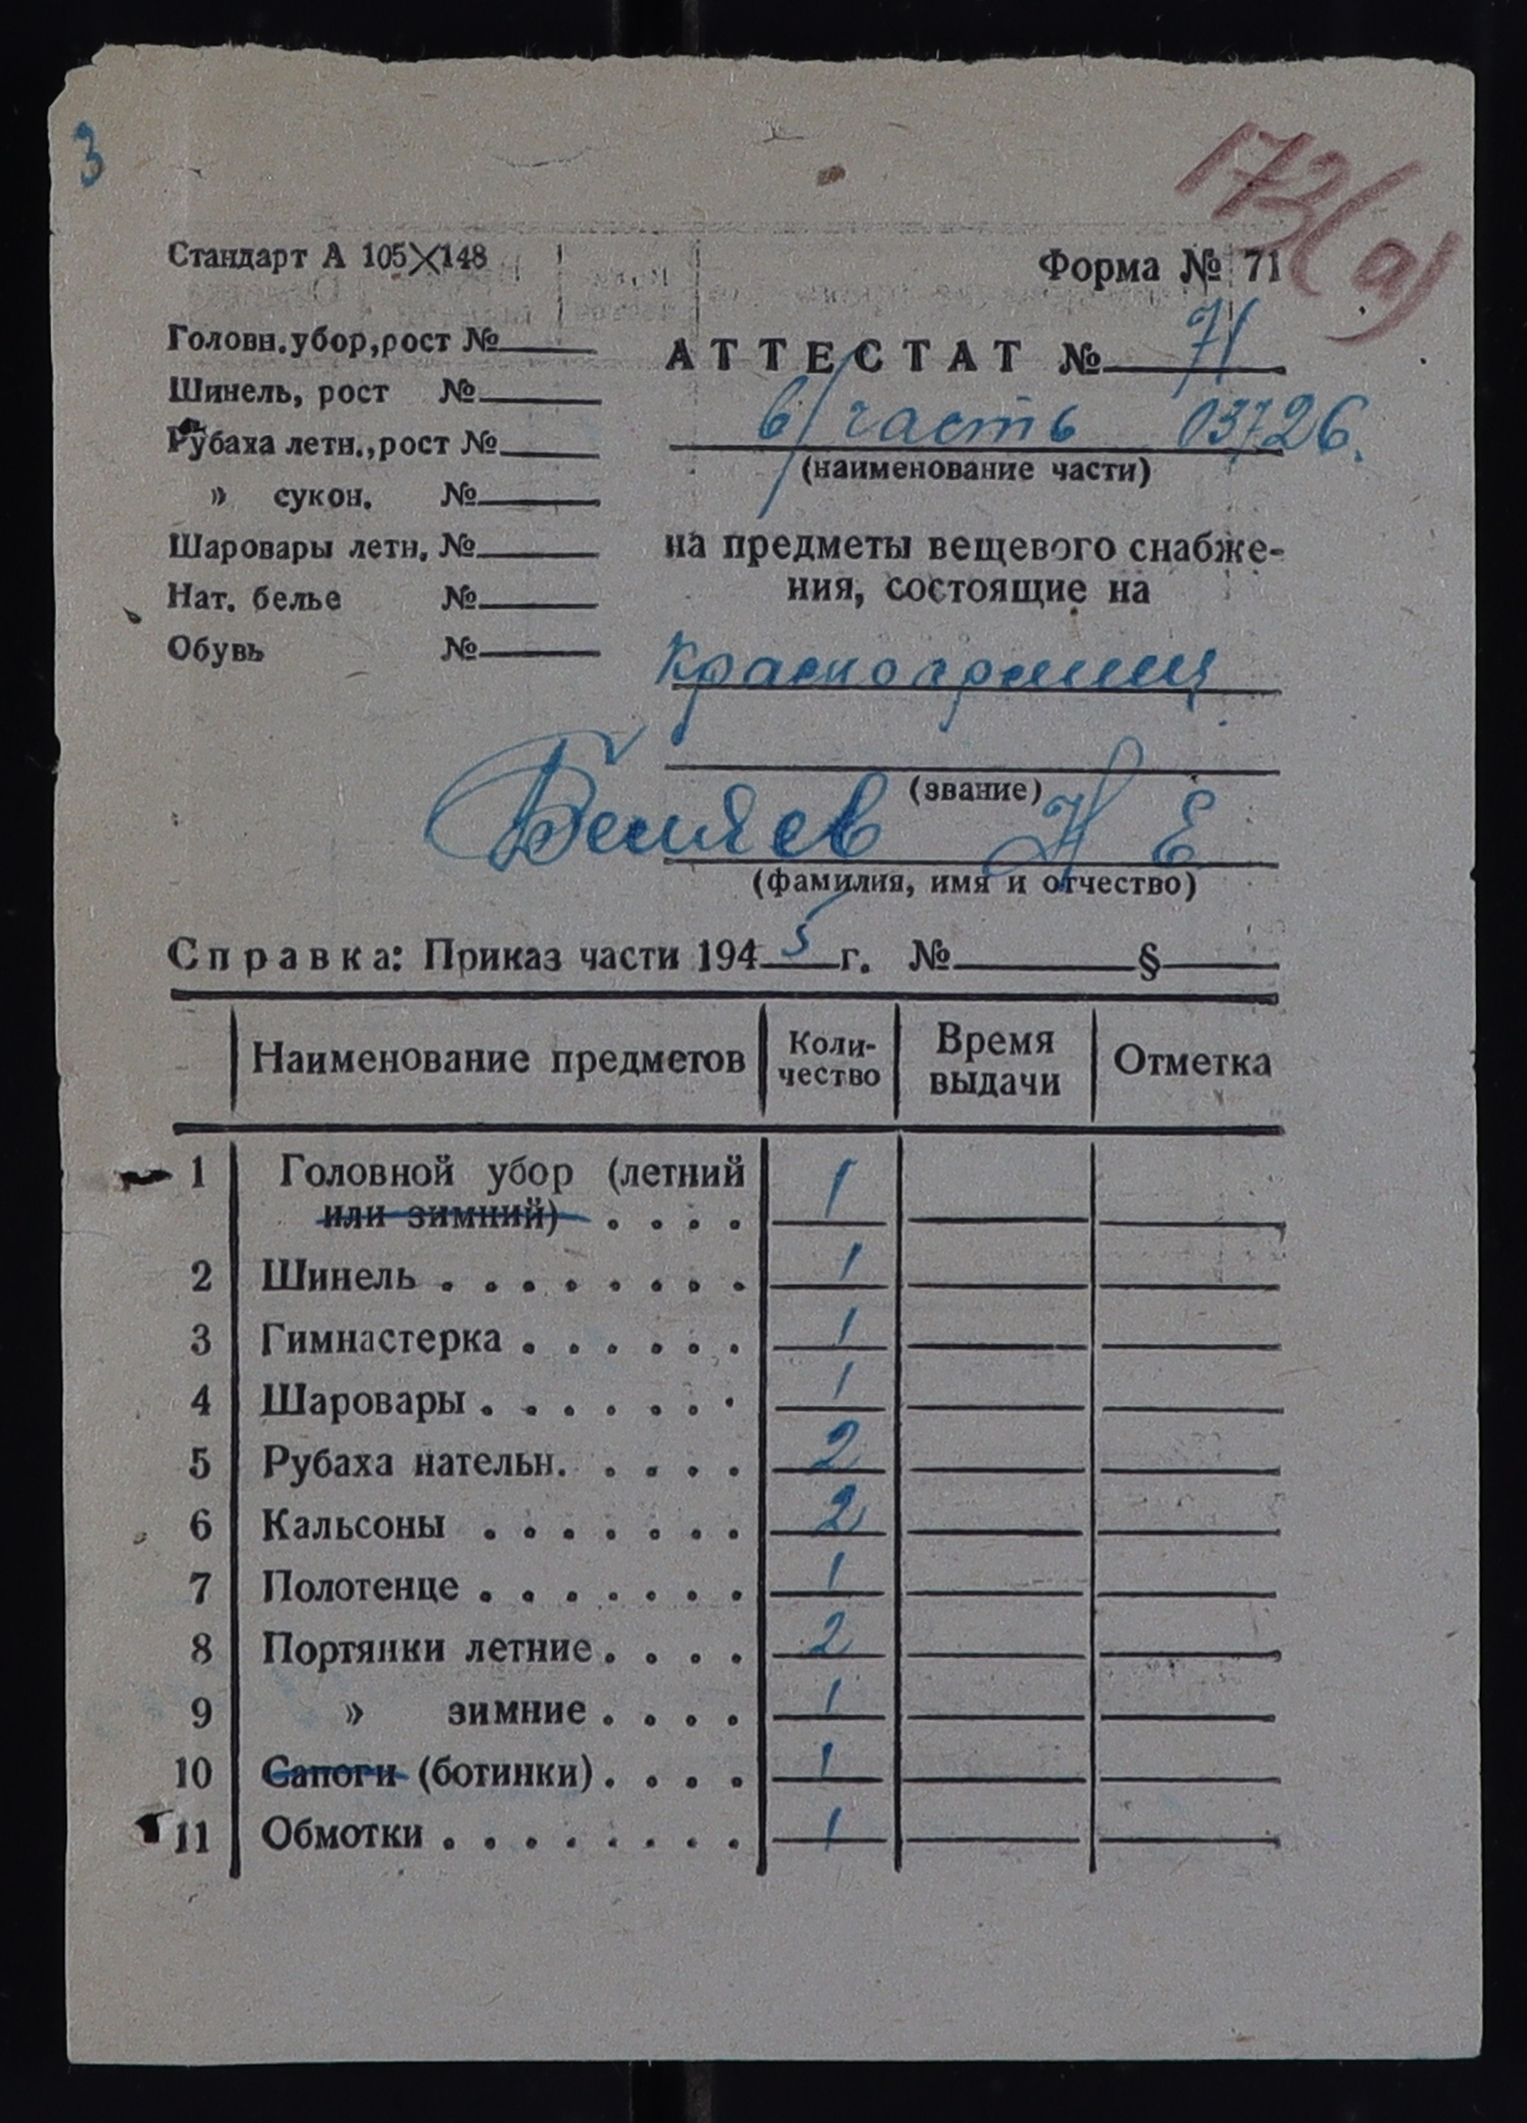 3
173(а)
Стандарт А 105×148
Форма № 71
Головн. убор, рост №
Шинель, рост №
Рубаха летн., рост №
» сукон. №
Шаровары летн. №
Нат. белье №
Обувь №
АТТЕСТАТ № 71
в/часть 03726.
(наименование части)
на предметы вещевого снабже-
ния, состоящие на
красноармеец
(звание)
Беляев Н Е
(фамилия, имя и отчество)
Справка: Приказ части 1945 г. № §
Наименование предметов Коли-чество Время выдачи Отметка
1 Головной убор (летний
или зимний) . . . . 1
2 Шинель . . . . . . . . 1
3 Гимнастерка . . . . . . 1
4 Шаровары . . . . . . . 1
5 Рубаха нательн. . . . . 2
6 Кальсоны . . . . . . . 2
7 Полотенце . . . . . . . 1
8 Портянки летние . . . . 2
9 » зимние . . . . 1
10 Сапоги (ботинки) . . . . 1
11 Обмотки . . . . . . . . 1